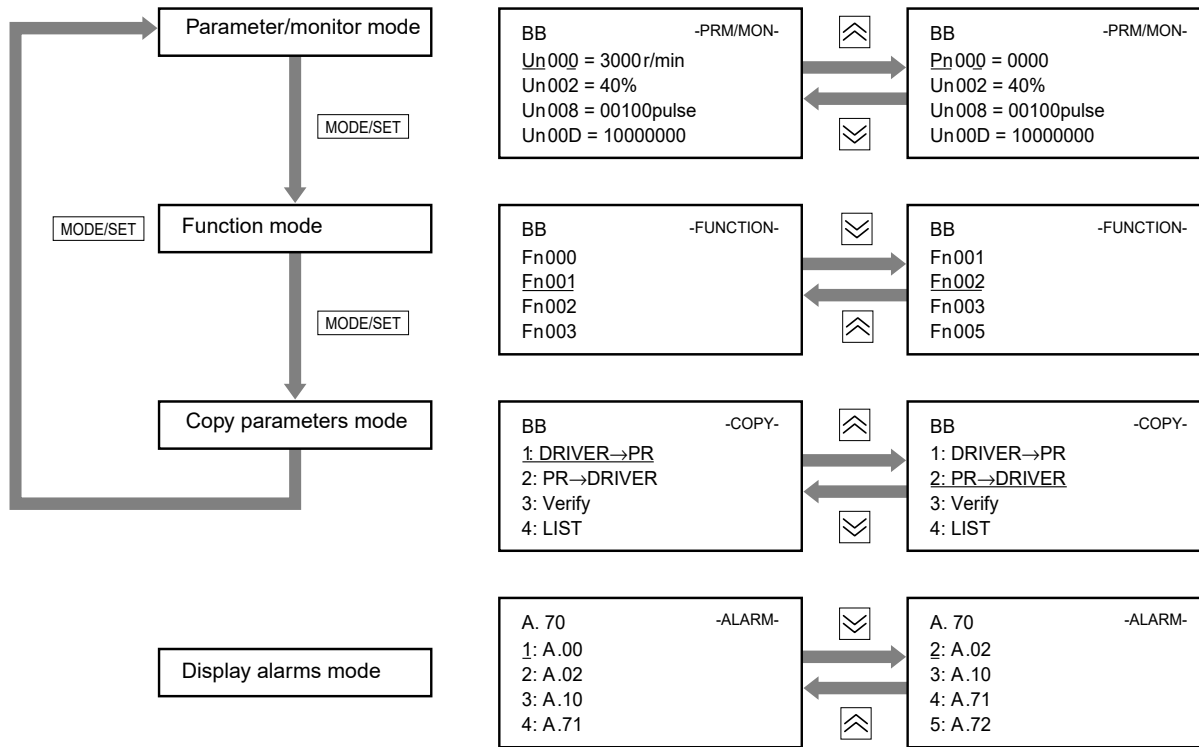 Parameter/monitor mode
MODE/SET
MODE/SET
Function mode
MODE/SET
Copy parameters mode
Display alarms mode
BB -PRM/MON-
Un000 = 3000r/min
Un002 = 40%
Un008 = 00100pulse
Un00D = 10000000
BB -PRM/MON-
Pn000 = 0000
Un002 = 40%
Un008 = 00100pulse
Un00D = 10000000
BB -FUNCTION-
Fn000
Fn001
Fn002
Fn003
BB -FUNCTION-
Fn001
Fn002
Fn003
Fn005
BB -COPY-
1: DRIVER→PR
2: PR→DRIVER
3: Verify
4: LIST
BB -COPY-
1: DRIVER→PR
2: PR→DRIVER
3: Verify
4: LIST
A. 70 -ALARM-
1: A.00
2: A.02
3: A.10
4: A.71
A. 70 -ALARM-
2: A.02
3: A.10
4: A.71
5: A.72